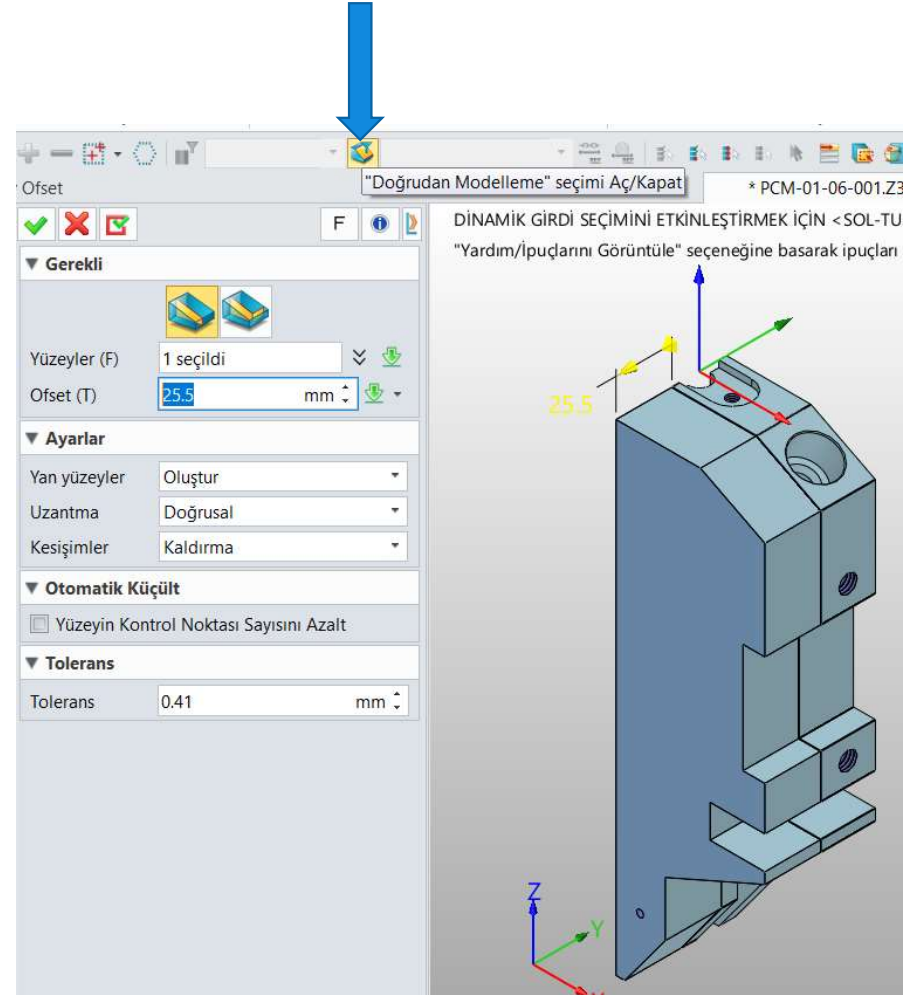 "Doğrudan Modelleme" seçimi Aç/Kapat
Ofset
* PCM-01-06-001.Z3
F
DİNAMİK GİRDİ SEÇİMİNİ ETKİNLEŞTİRMEK İÇİN <SOL-TU
"Yardım/İpuçlarını Görüntüle" seçeneğine basarak ipuçları
Gerekli
Yüzeyler (F) 1 seçildi
Ofset (T) 25.5 mm
Ayarlar
Yan yüzeyler Oluştur
Uzantma Doğrusal
Kesişimler Kaldırma
Otomatik Küçült
Yüzeyin Kontrol Noktası Sayısını Azalt
Tolerans
Tolerans 0.41 mm
25.5
Z
Y